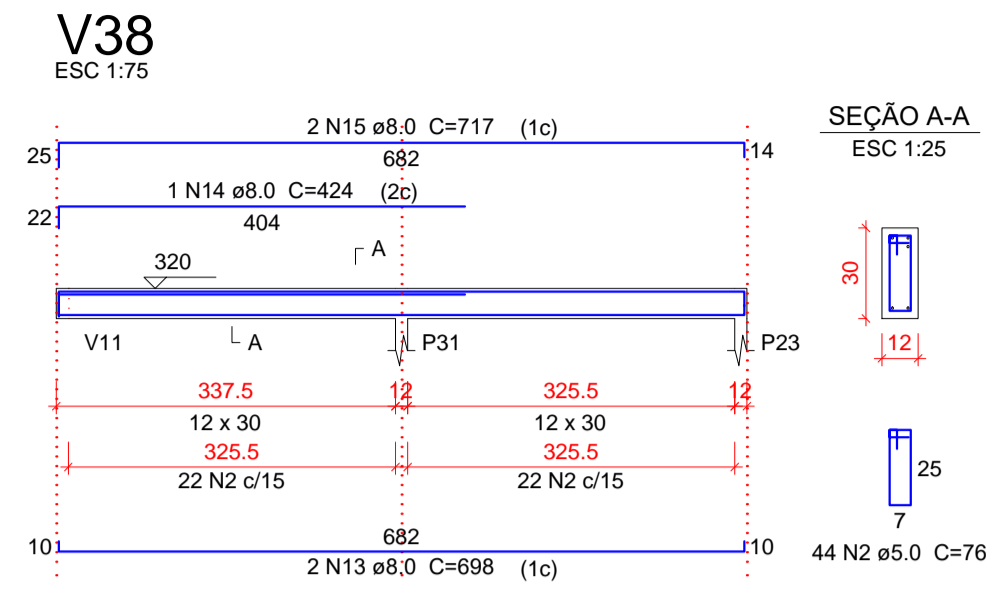 V38
ESC 1:75
2 N15 ø8.0 C=717 (1c)
25
682
14
1 N14 ø8.0 C=424 (2c)
22
404
A
320
V11
A
P31
P23
337.5
12
325.5
12
12 x 30
12 x 30
325.5
325.5
22 N2 c/15
22 N2 c/15
10
682
10
2 N13 ø8.0 C=698 (1c)
SEÇÃO A-A
ESC 1:25
30
12
25
7
44 N2 ø5.0 C=76